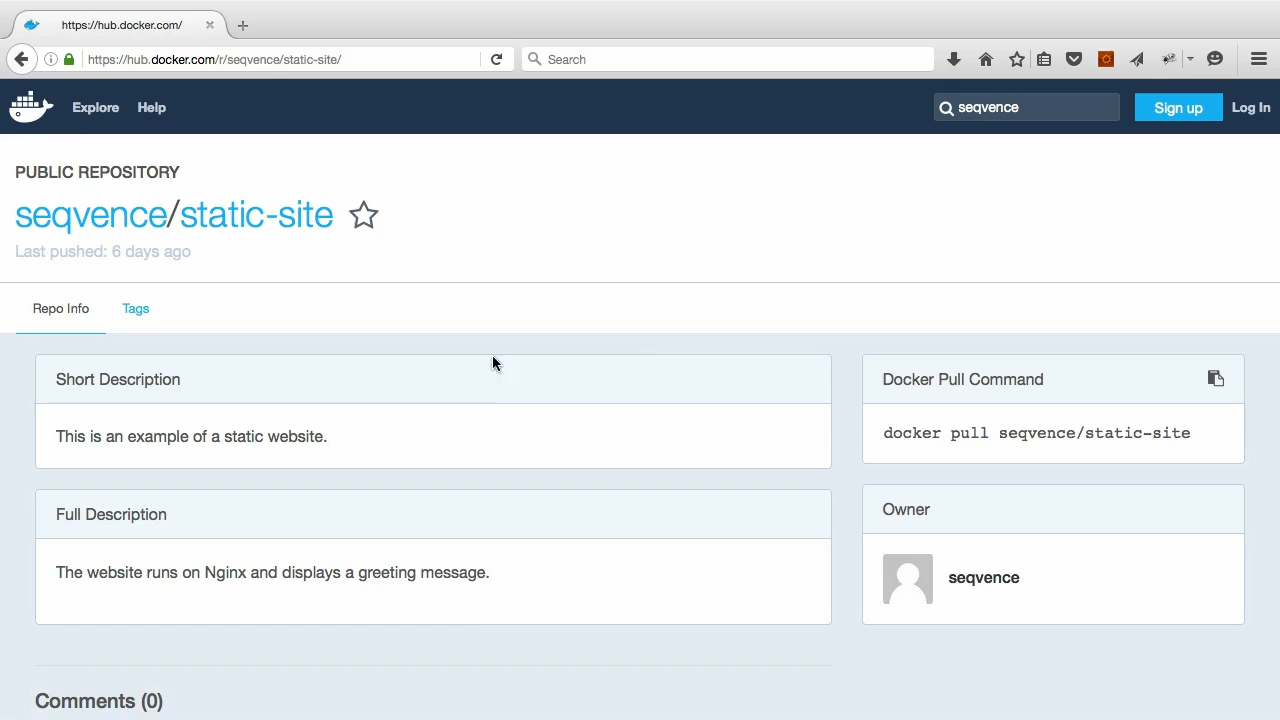 https://hub.docker.com/
https://hub.docker.com/r/seqvence/static-site/
Search
Explore
Help
seqvence
Sign up
Log In
PUBLIC REPOSITORY
seqvence/static-site
Last pushed: 6 days ago
Repo Info
Tags
Short Description
This is an example of a static website.
Docker Pull Command
docker pull seqvence/static-site
Full Description
The website runs on Nginx and displays a greeting message.
Owner
seqvence
Comments (0)